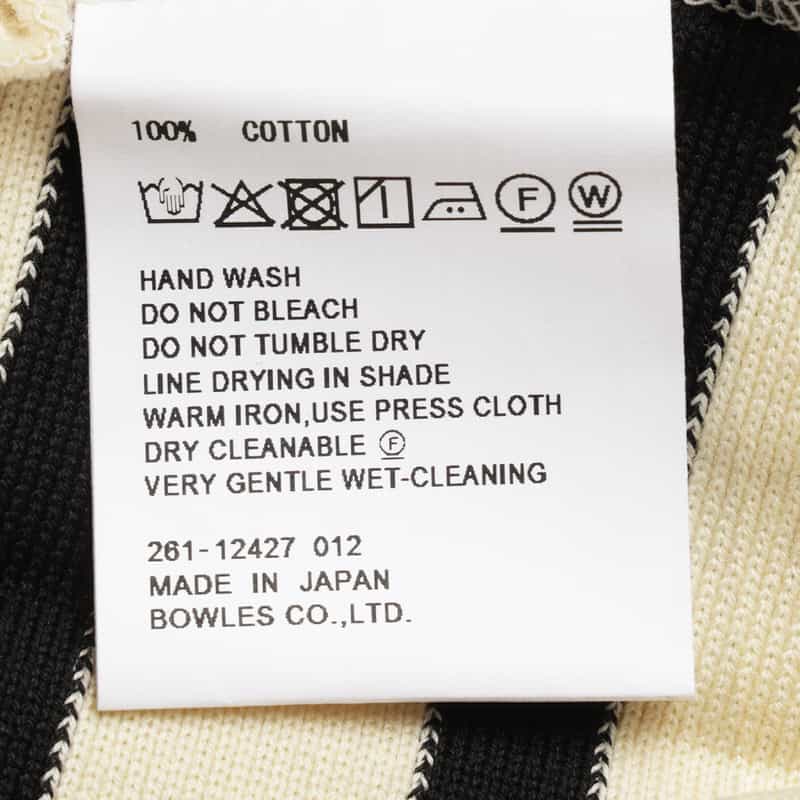 100% COTTON
F W
HAND WASH
DO NOT BLEACH
DO NOT TUMBLE DRY
LINE DRYING IN SHADE
WARM IRON,USE PRESS CLOTH
DRY CLEANABLE Ⓕ
VERY GENTLE WET-CLEANING
261-12427 012
MADE IN JAPAN
BOWLES CO.,LTD.